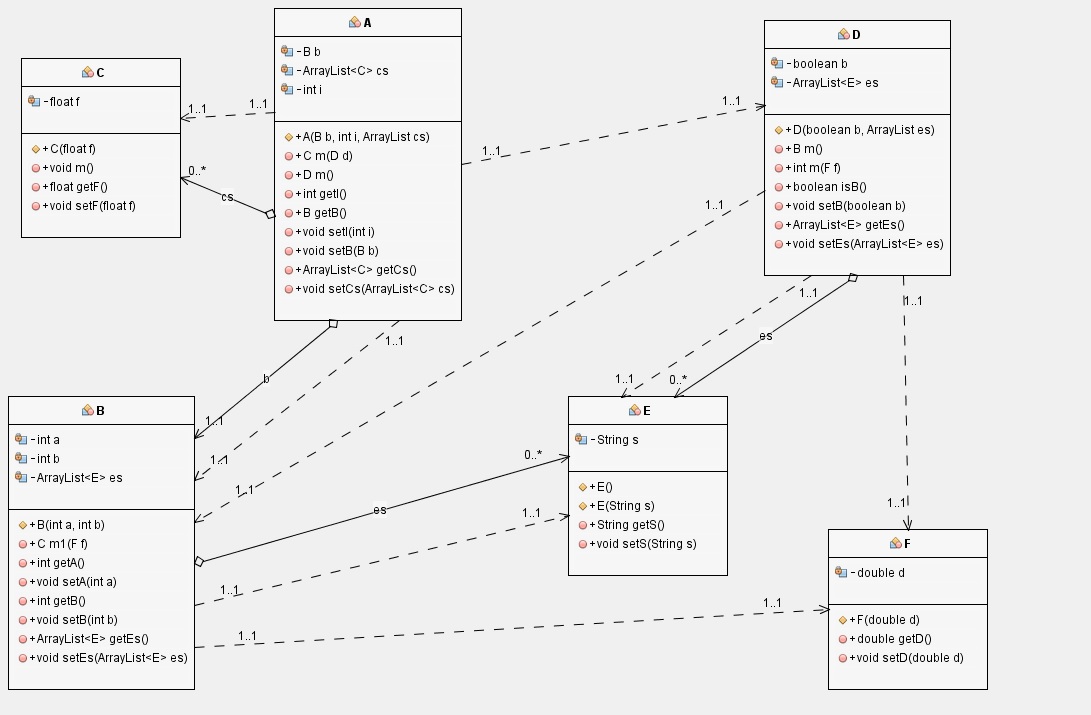 C
-float f
+C(float f)
+void m()
+float getF()
+void setF(float f)
A
-B b
-ArrayList<C> cs
-int i
+A(B b, int i, ArrayList cs)
+C m(D d)
+D m()
+int getI()
+B getB()
+void setI(int i)
+void setB(B b)
+ArrayList<C> getCs()
+void setCs(ArrayList<C> cs)
D
-boolean b
-ArrayList<E> es
+D(boolean b, ArrayList es)
+B m()
+int m(F f)
+boolean isB()
+void setB(boolean b)
+ArrayList<E> getEs()
+void setEs(ArrayList<E> es)
1..1
1..1
0..*
cs
1..1
1..1
1..1
1..1
1..1
es
1..1
0..*
1..1
b
1..1
1..1
1..1
1..1
B
-int a
-int b
-ArrayList<E> es
+B(int a, int b)
+C m1(F f)
+int getA()
+void setA(int a)
+int getB()
+void setB(int b)
+ArrayList<E> getEs()
+void setEs(ArrayList<E> es)
0..*
es
1..1
1..1
1..1
1..1
E
-String s
+E()
+E(String s)
+String getS()
+void setS(String s)
1..1
F
-double d
+F(double d)
+double getD()
+void setD(double d)